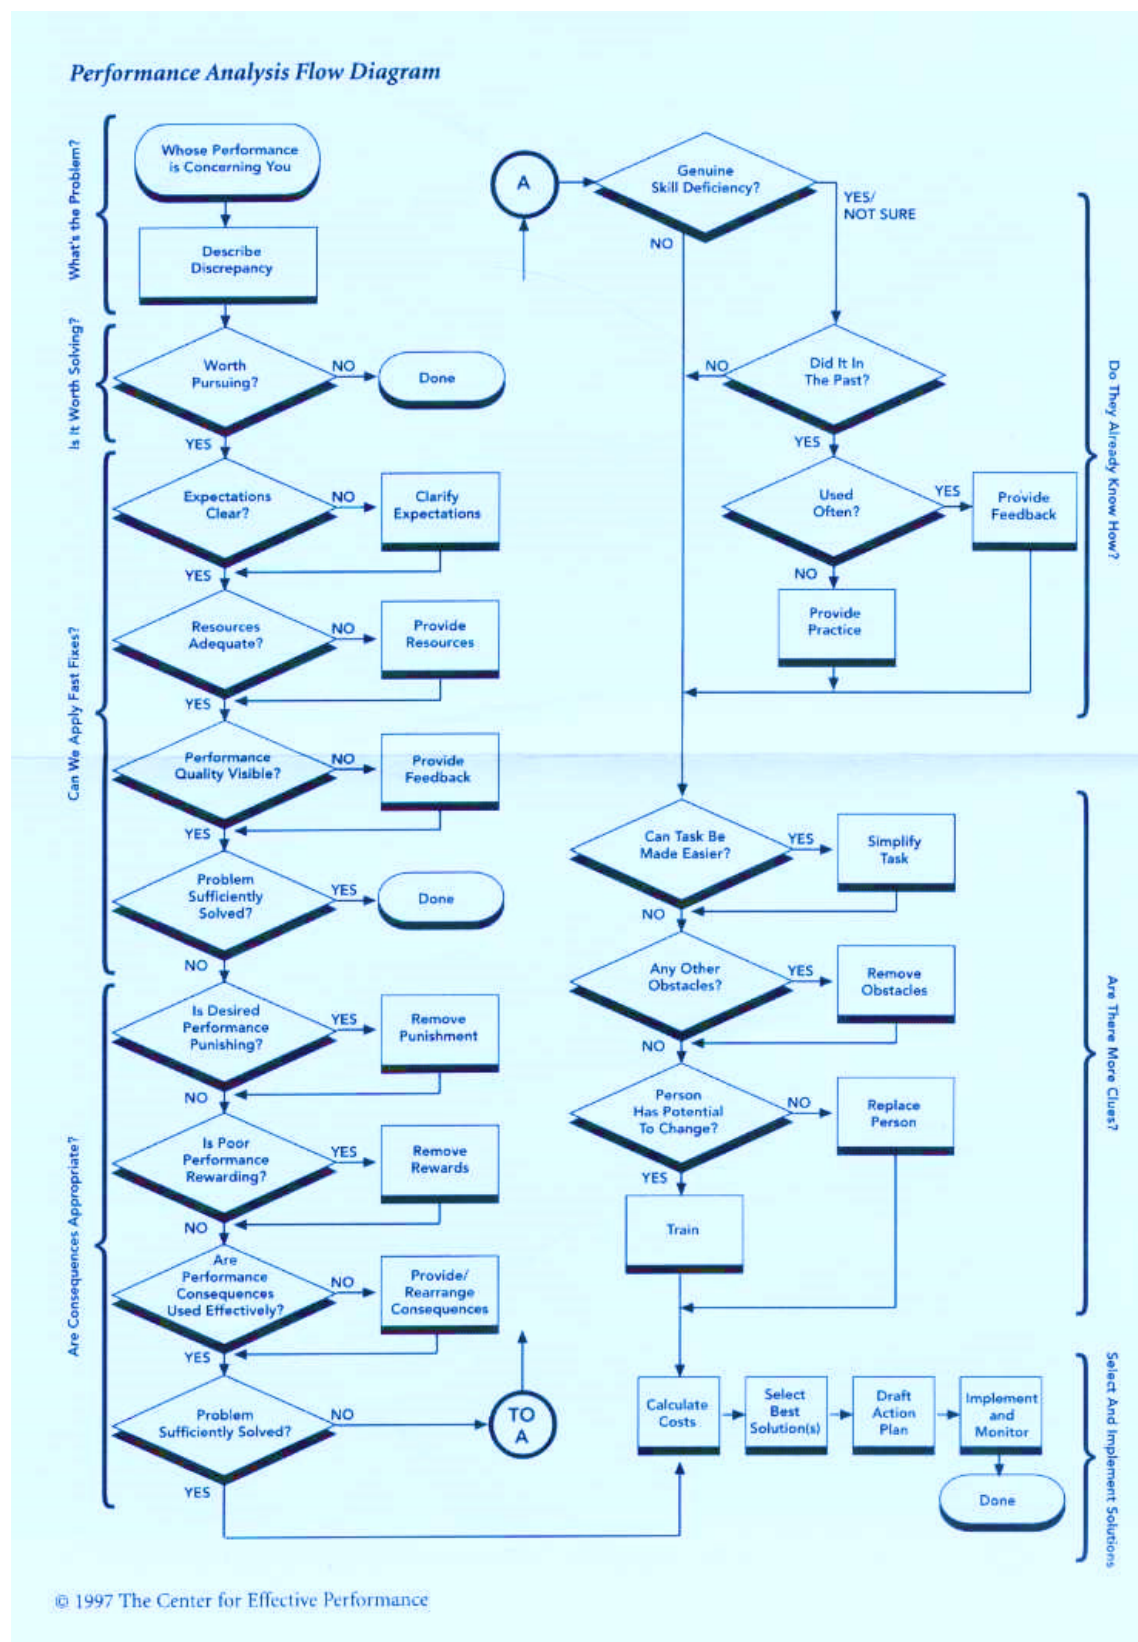 Performance Analysis Flow Diagram
What's the Problem?
Whose Performance
is Concerning You
Describe
Discrepancy
Is It Worth Solving?
Worth
Pursuing?
NO
Done
YES
Can We Apply Fast Fixes?
Expectations
Clear?
NO
Clarify
Expectations
YES
Resources
Adequate?
NO
Provide
Resources
YES
Performance
Quality Visible?
NO
Provide
Feedback
YES
Problem
Sufficiently
Solved?
YES
Done
NO
Are Consequences Appropriate?
Is Desired
Performance
Punishing?
YES
Remove
Punishment
NO
Is Poor
Performance
Rewarding?
YES
Remove
Rewards
NO
Are
Performance
Consequences
Used Effectively?
NO
Provide/
Rearrange
Consequences
YES
Problem
Sufficiently Solved?
NO
TO
A
YES
A
Genuine
Skill Deficiency?
YES/
NOT SURE
NO
Do They Already Know How?
Did It In
The Past?
NO
YES
Used
Often?
YES
Provide
Feedback
NO
Provide
Practice
Are There More Clues?
Can Task Be
Made Easier?
YES
Simplify
Task
NO
Any Other
Obstacles?
YES
Remove
Obstacles
NO
Person
Has Potential
To Change?
NO
Replace
Person
YES
Train
Select And Implement Solutions
Calculate
Costs
Select
Best
Solution(s)
Draft
Action
Plan
Implement
and
Monitor
Done
© 1997 The Center for Effective Performance